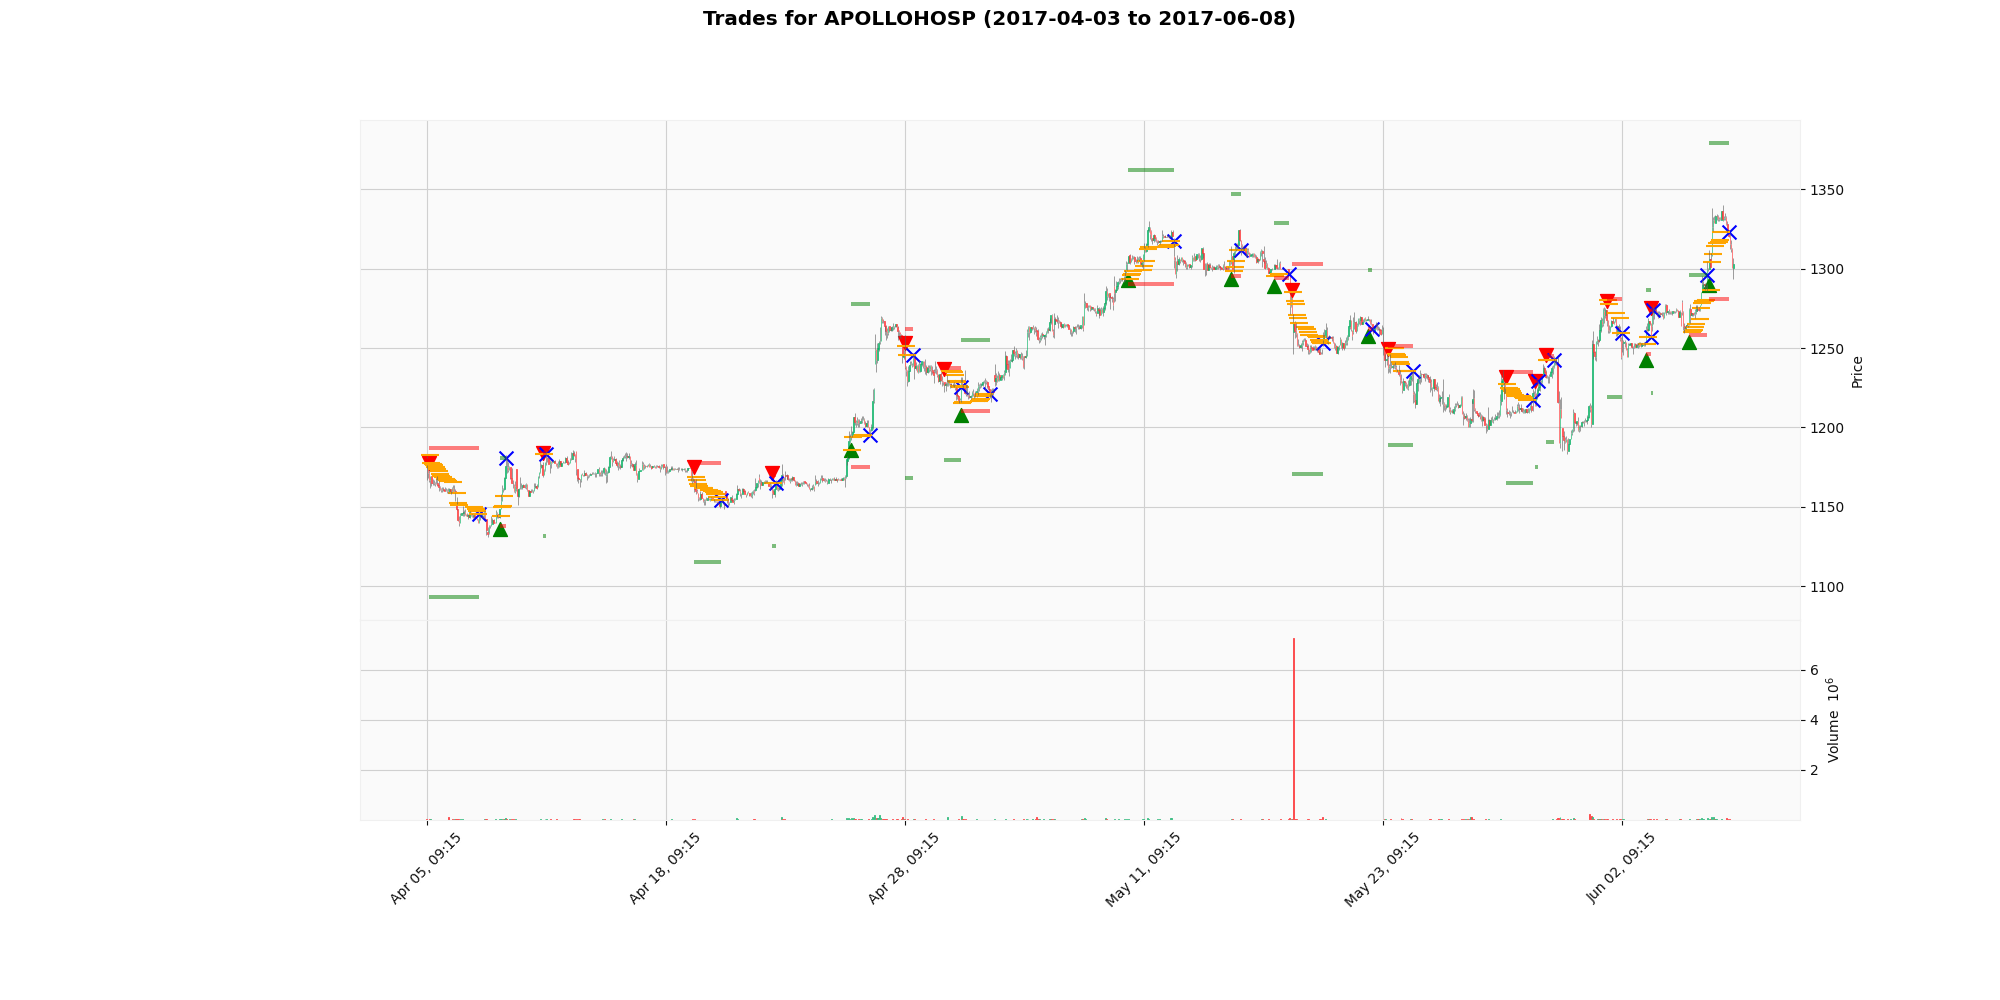 Trades for APOLLOHOSP (2017-04-03 to 2017-06-08)
1350
1300
1250
1200
1150
1100
Price
6
4
2
Volume 10^6
Apr 05, 09:15
Apr 18, 09:15
Apr 28, 09:15
May 11, 09:15
May 23, 09:15
Jun 02, 09:15